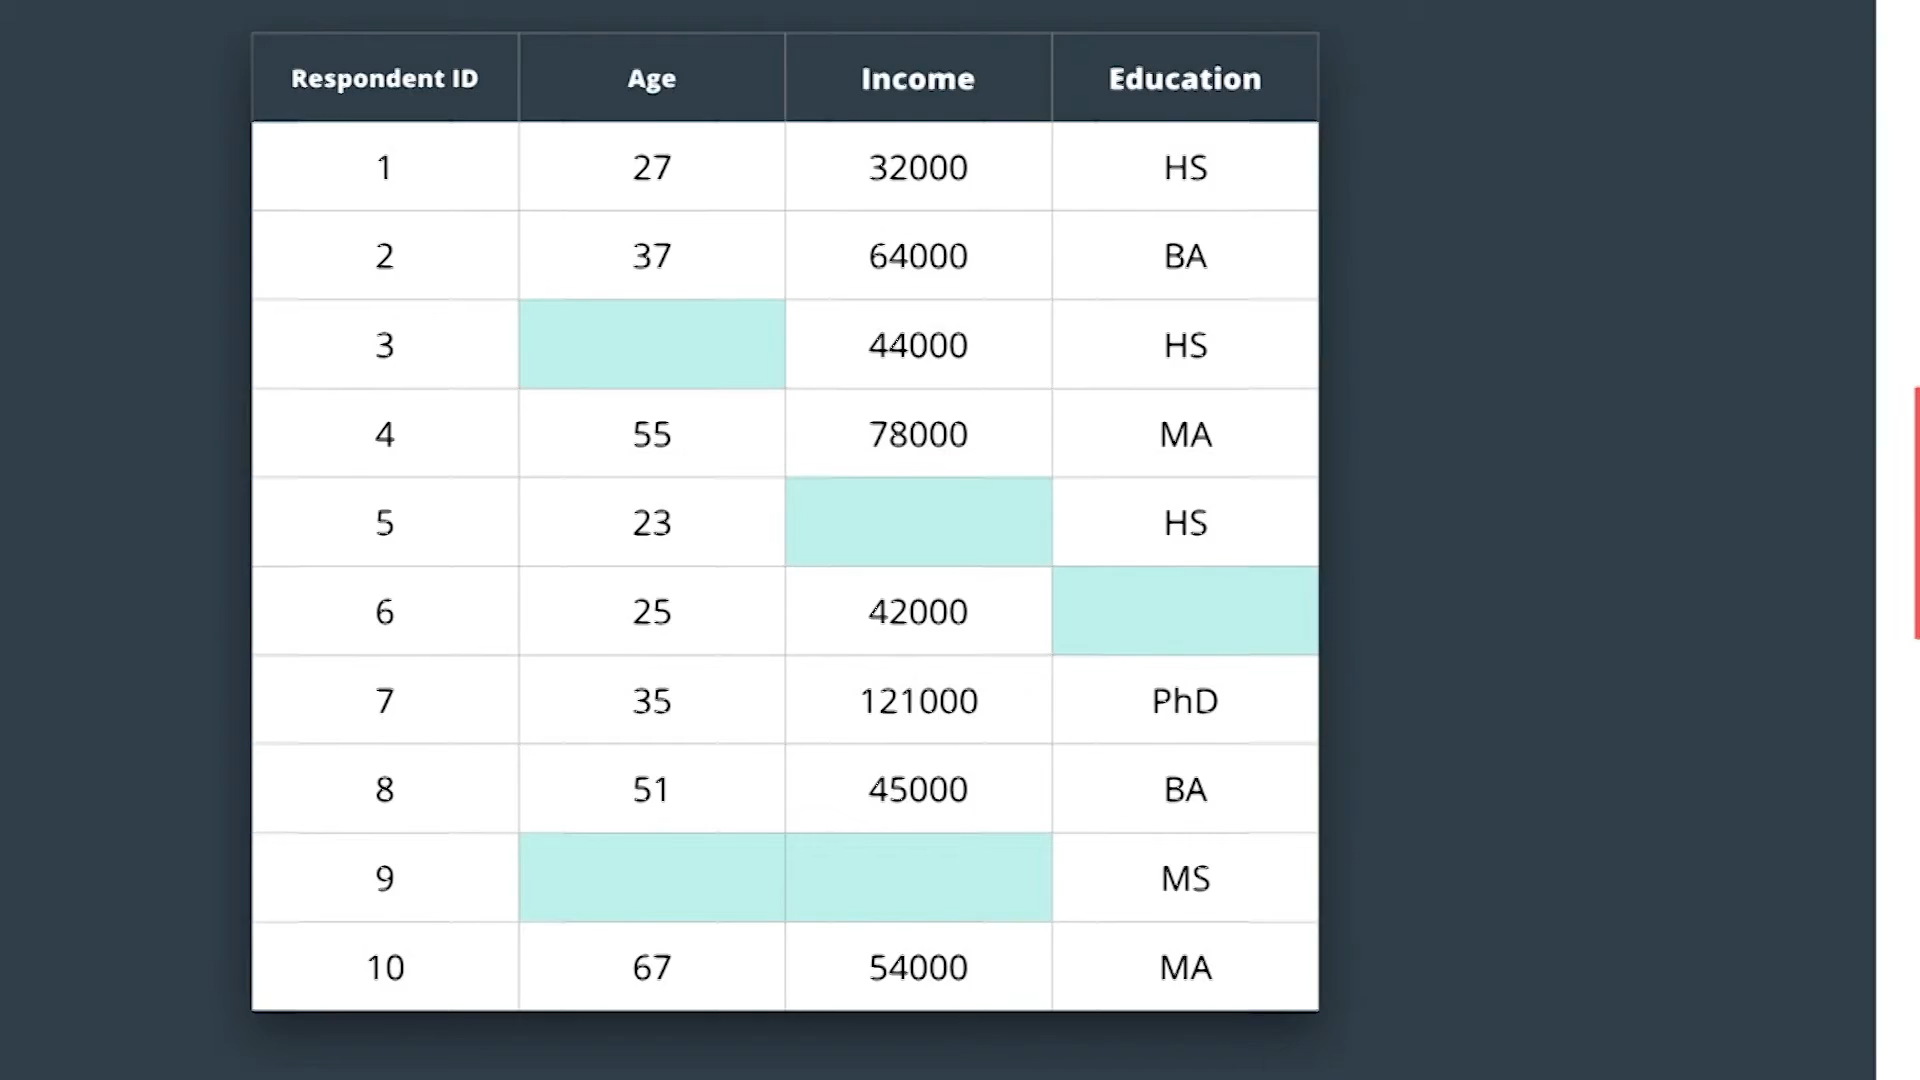 Respondent ID Age Income Education
1 27 32000 HS
2 37 64000 BA
3 44000 HS
4 55 78000 MA
5 23 HS
6 25 42000
7 35 121000 PhD
8 51 45000 BA
9 MS
10 67 54000 MA